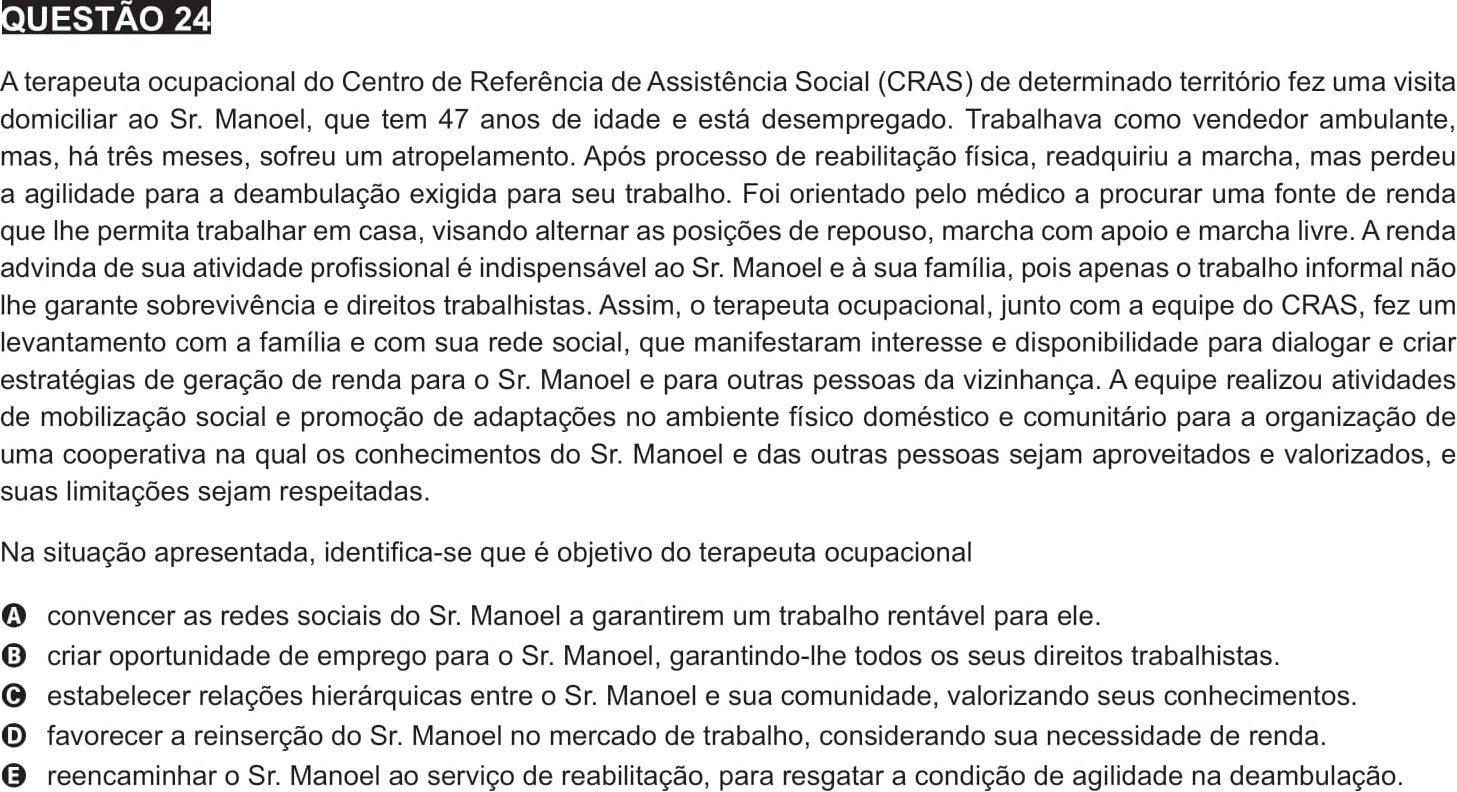 QUESTÃO 24
A terapeuta ocupacional do Centro de Referência de Assistência Social (CRAS) de determinado território fez uma visita
domiciliar ao Sr. Manoel, que tem 47 anos de idade e está desempregado. Trabalhava como vendedor ambulante,
mas, há três meses, sofreu um atropelamento. Após processo de reabilitação física, readquiriu a marcha, mas perdeu
a agilidade para a deambulação exigida para seu trabalho. Foi orientado pelo médico a procurar uma fonte de renda
que lhe permita trabalhar em casa, visando alternar as posições de repouso, marcha com apoio e marcha livre. A renda
advinda de sua atividade profissional é indispensável ao Sr. Manoel e à sua família, pois apenas o trabalho informal não
lhe garante sobrevivência e direitos trabalhistas. Assim, o terapeuta ocupacional, junto com a equipe do CRAS, fez um
levantamento com a família e com sua rede social, que manifestaram interesse e disponibilidade para dialogar e criar
estratégias de geração de renda para o Sr. Manoel e para outras pessoas da vizinhança. A equipe realizou atividades
de mobilização social e promoção de adaptações no ambiente físico doméstico e comunitário para a organização de
uma cooperativa na qual os conhecimentos do Sr. Manoel e das outras pessoas sejam aproveitados e valorizados, e
suas limitações sejam respeitadas.
Na situação apresentada, identifica-se que é objetivo do terapeuta ocupacional
A convencer as redes sociais do Sr. Manoel a garantirem um trabalho rentável para ele.
B criar oportunidade de emprego para o Sr. Manoel, garantindo-lhe todos os seus direitos trabalhistas.
C estabelecer relações hierárquicas entre o Sr. Manoel e sua comunidade, valorizando seus conhecimentos.
D favorecer a reinserção do Sr. Manoel no mercado de trabalho, considerando sua necessidade de renda.
E reencaminhar o Sr. Manoel ao serviço de reabilitação, para resgatar a condição de agilidade na deambulação.